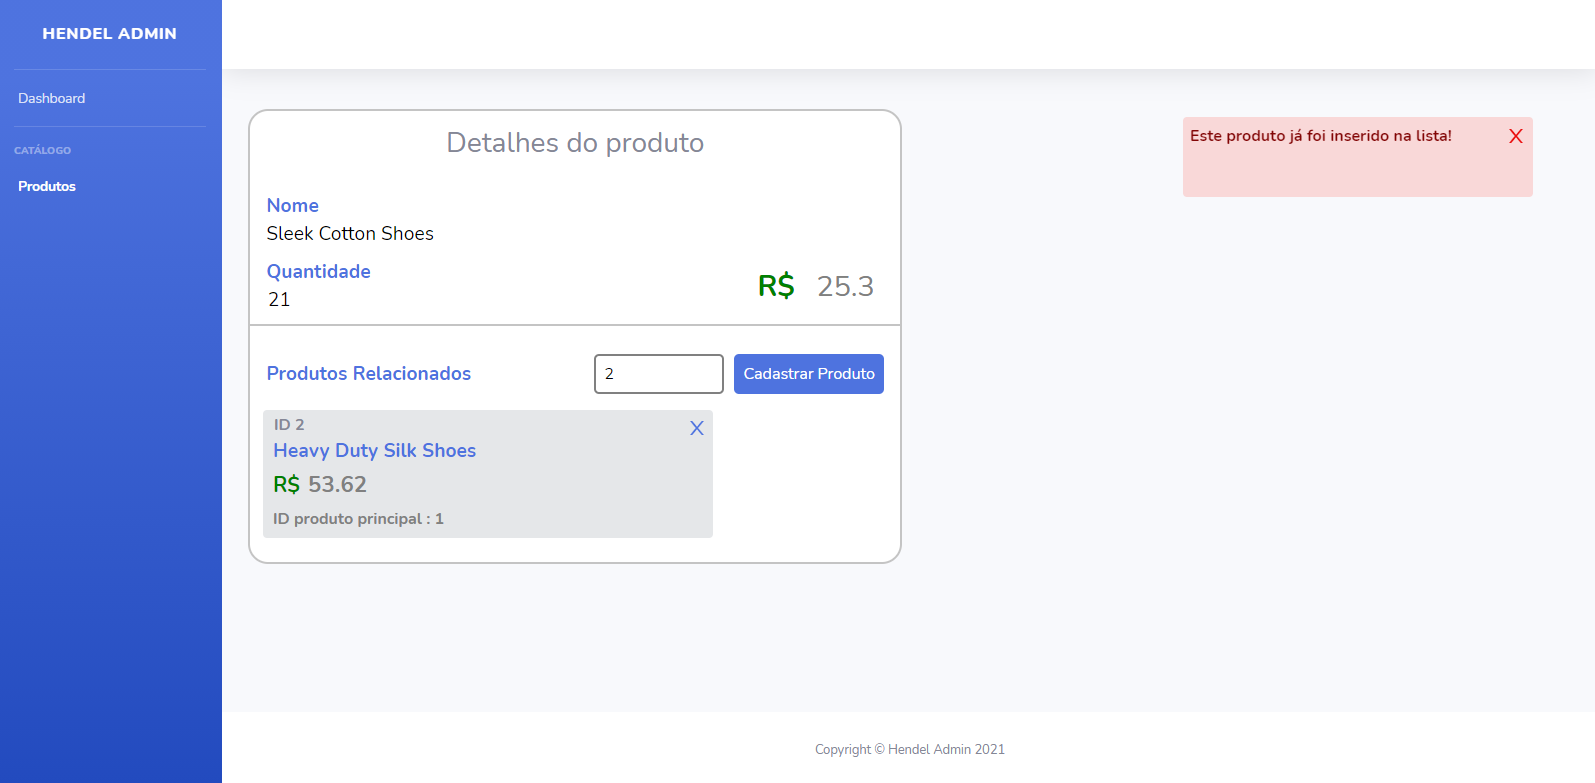 HENDEL ADMIN
Dashboard
CATÁLOGO
Produtos
Detalhes do produto
Nome
Sleek Cotton Shoes
Quantidade
21
R$ 25.3
Produtos Relacionados
2
Cadastrar Produto
ID 2
X
Heavy Duty Silk Shoes
R$ 53.62
ID produto principal : 1
Este produto já foi inserido na lista!
X
Copyright © Hendel Admin 2021